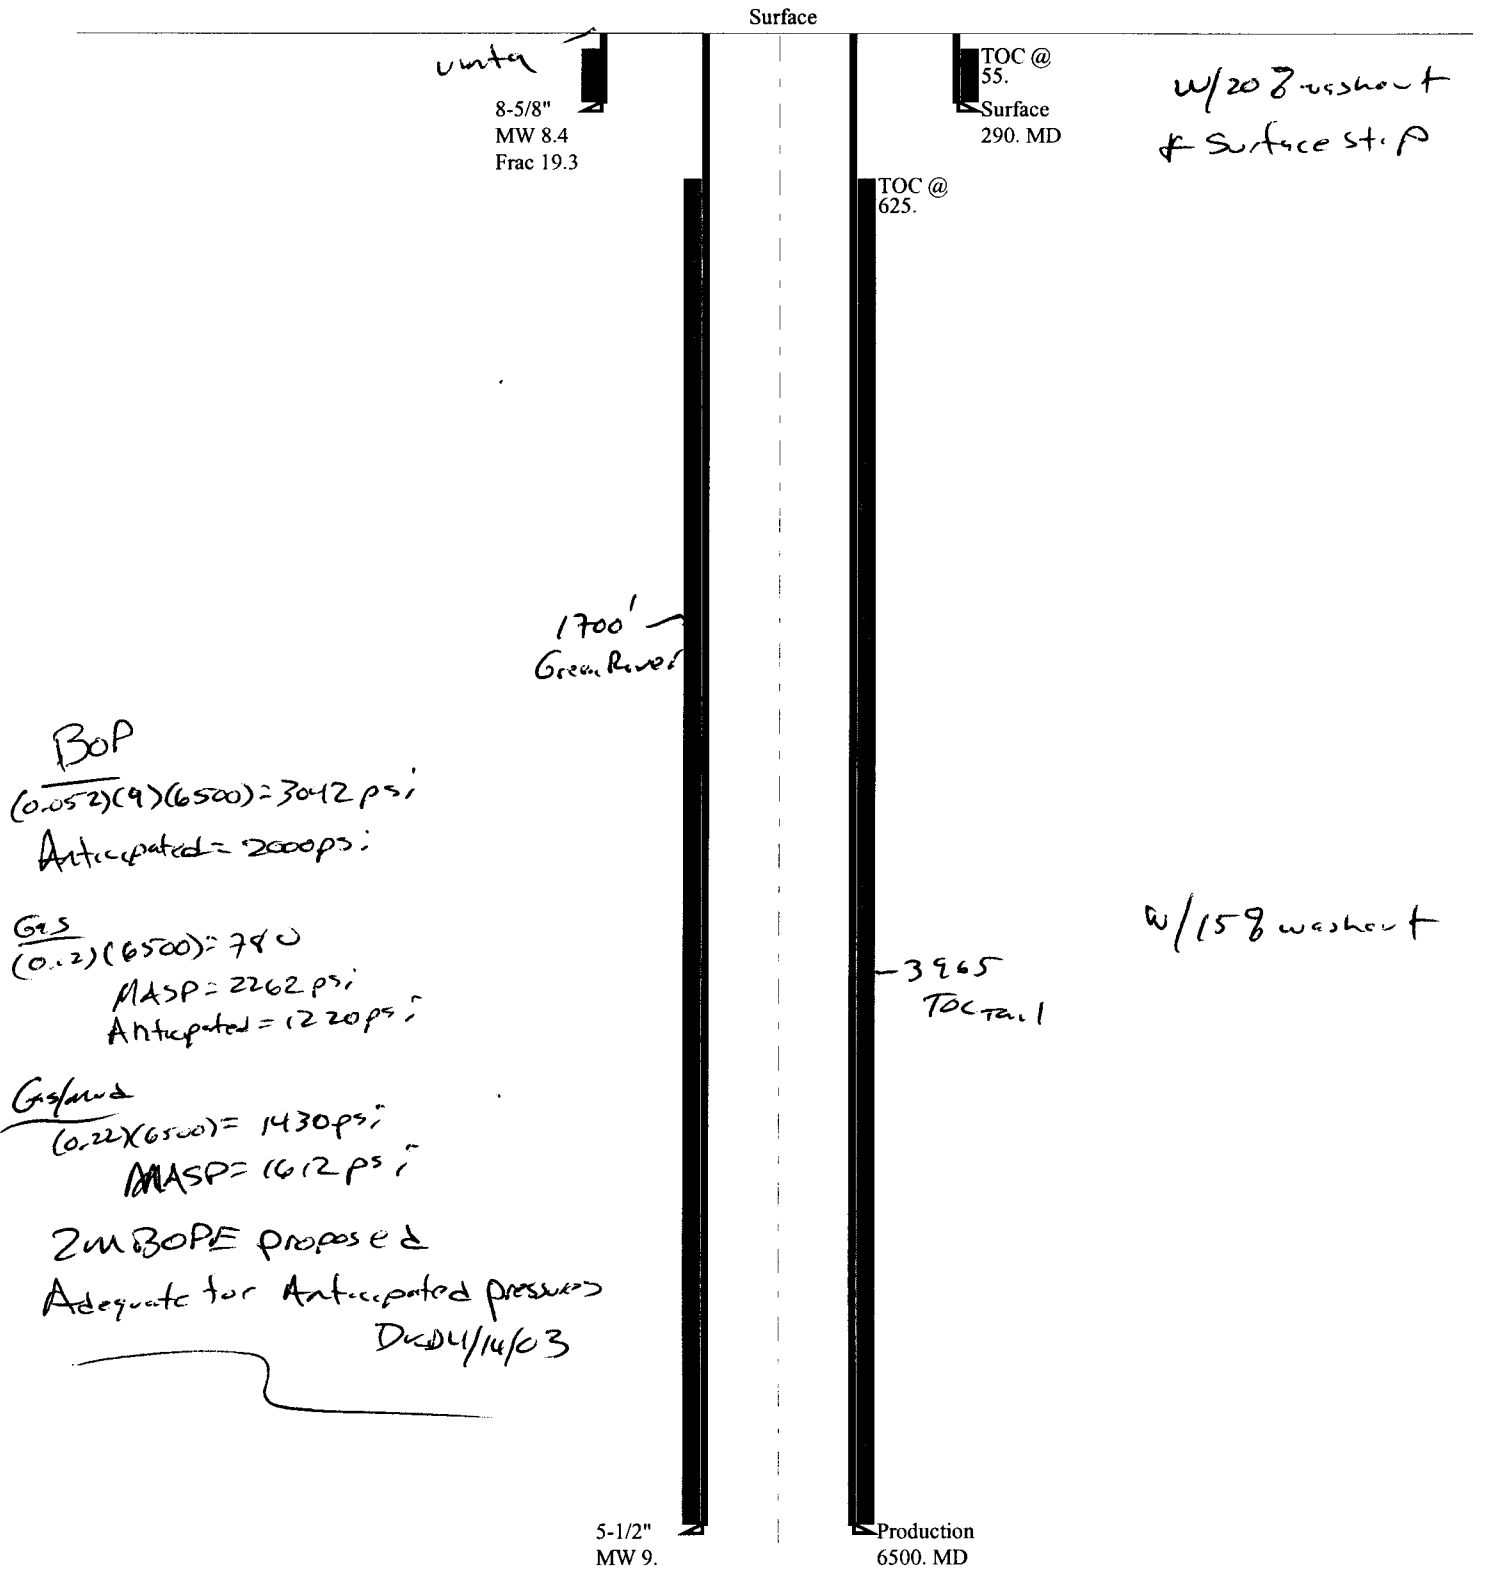 Surface
uinta
TOC @
55.
8-5/8"
MW 8.4
Frac 19.3
Surface
290. MD
w/20% washout
& Surface stip
TOC @
625.
1700'
Green River
BOP
(0.052)(9)(6500)=3042 psi
Anticipated = 2000psi
Gas
(0.12)(6500)= 780
MASP= 2262 psi
Anticipated = 1220psi
Gas/mud
(0.22)(6500)= 1430psi
MASP= 1612 psi
2M BOPE proposed
Adequate for Anticipated pressures
DKD 4/14/03
w/15% washout
3965
TOC Tail
5-1/2"
MW 9.
Production
6500. MD